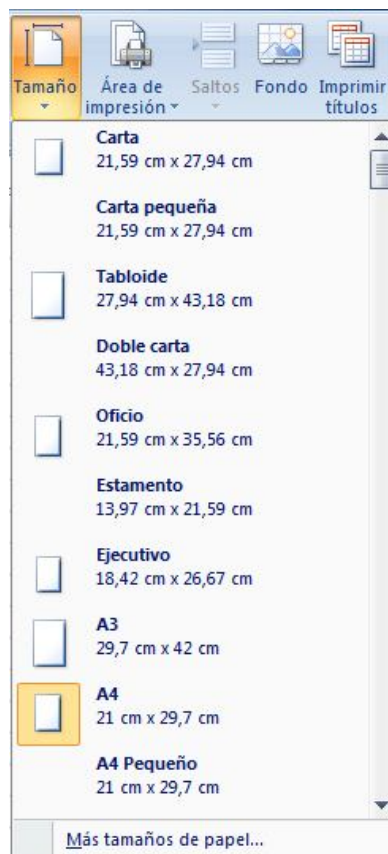 Tamaño
Área de impresión
Saltos
Fondo
Imprimir títulos
Carta
21,59 cm x 27,94 cm
Carta pequeña
21,59 cm x 27,94 cm
Tabloide
27,94 cm x 43,18 cm
Doble carta
43,18 cm x 27,94 cm
Oficio
21,59 cm x 35,56 cm
Estamento
13,97 cm x 21,59 cm
Ejecutivo
18,42 cm x 26,67 cm
A3
29,7 cm x 42 cm
A4
21 cm x 29,7 cm
A4 Pequeño
21 cm x 29,7 cm
Más tamaños de papel...